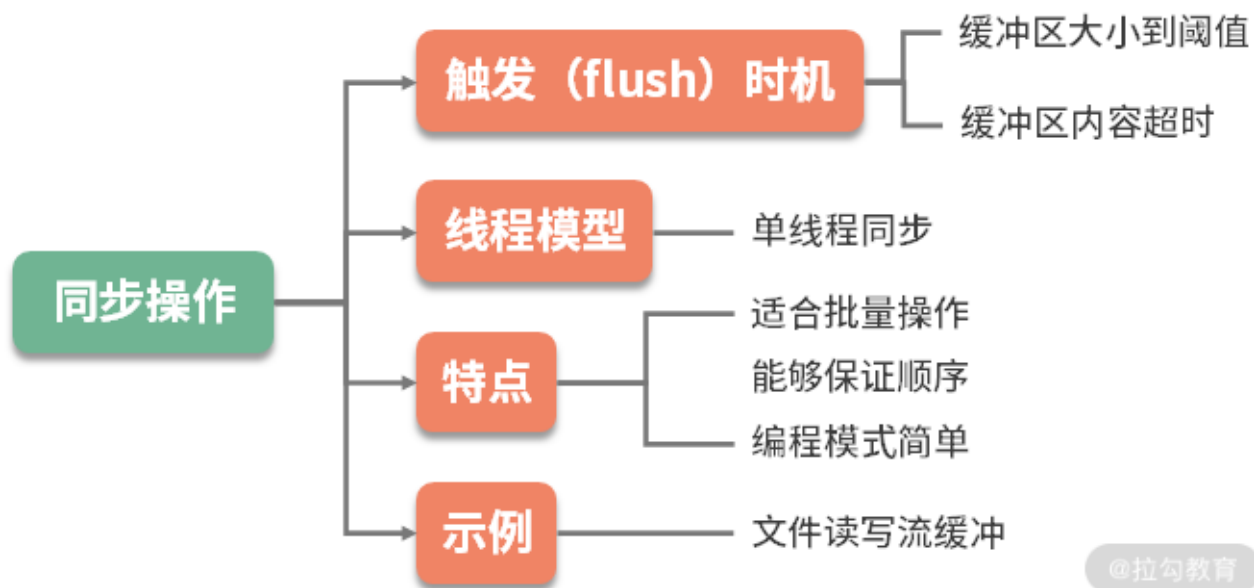 同步操作
触发（flush）时机
缓冲区大小到阈值
缓冲区内容超时
线程模型
单线程同步
特点
适合批量操作
能够保证顺序
编程模式简单
示例
文件读写流缓冲
@拉勾教育